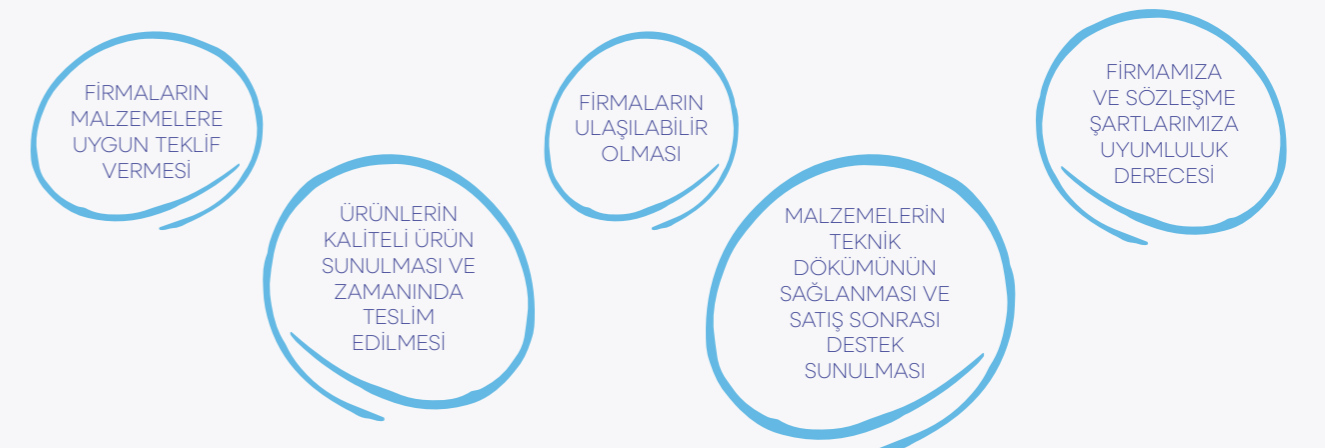 FİRMALARIN
MALZEMELERE
UYGUN TEKLİF
VERMESİ
ÜRÜNLERİN
KALİTELİ ÜRÜN
SUNULMASI VE
ZAMANINDA
TESLİM
EDİLMESİ
FİRMALARIN
ULAŞILABİLİR
OLMASI
MALZEMELERİN
TEKNİK
DÖKÜMÜNÜN
SAĞLANMASI VE
SATIŞ SONRASI
DESTEK
SUNULMASI
FİRMAMIZA
VE SÖZLEŞME
ŞARTLARIMIZA
UYUMLULUK
DERECESİ